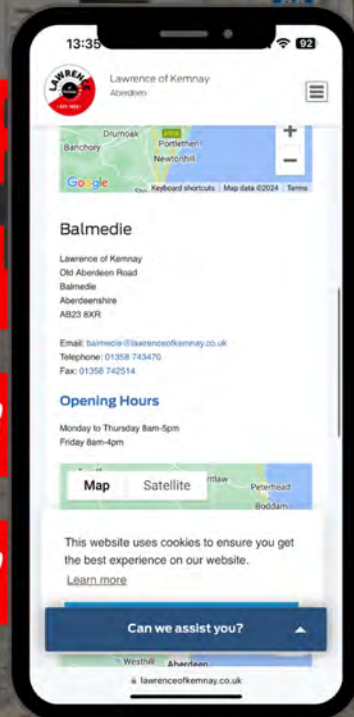 13:35
92
LAWRENCE
Lawrence of Kemnay
Aberdeen
Drumoak
Banchory
Portlethen
Newtonhill
+
−
Google
Keyboard shortcuts
Map data ©2024
Terms
Balmedie
Lawrence of Kemnay
Old Aberdeen Road
Balmedie
Aberdeenshire
AB23 8XR
Email: balmedie@lawrenceofkemnay.co.uk
Telephone: 01358 743470
Fax: 01358 742514
Opening Hours
Monday to Thursday 8am-5pm
Friday 8am-4pm
Map
Satellite
Peterhead
Boddam
This website uses cookies to ensure you get
the best experience on our website.
Learn more
Can we assist you?
Westhill
Aberdeen
lawrenceofkemnay.co.uk